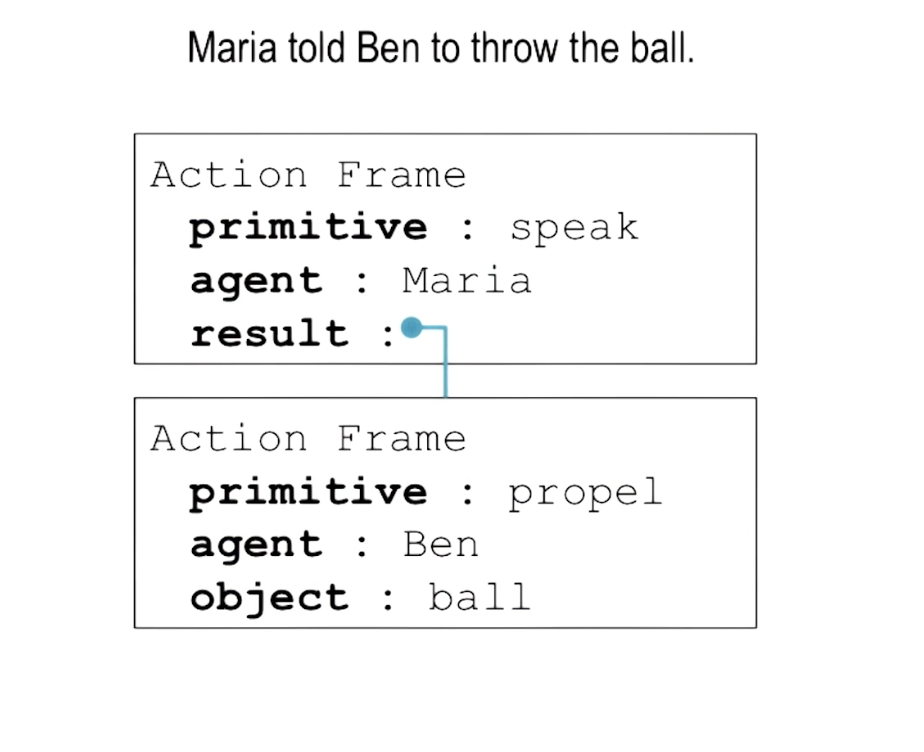 Maria told Ben to throw the ball.
Action Frame
primitive : speak
agent : Maria
result :
Action Frame
primitive : propel
agent : Ben
object : ball